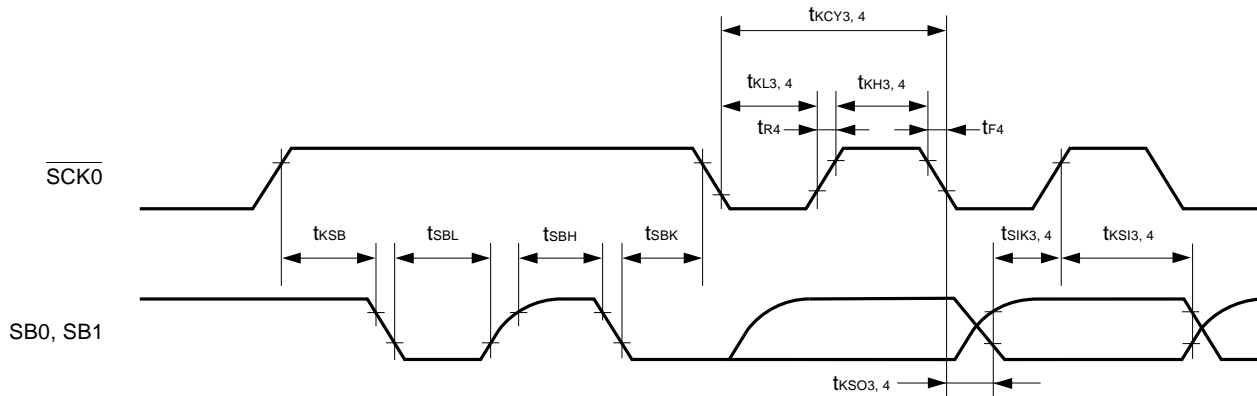 tKCY3, 4
tKL3, 4
tKH3, 4
tR4
tF4
SCK0
tKSB
tSBL
tSBH
tSBK
tSIK3, 4
tKSI3, 4
SB0, SB1
tKSO3, 4